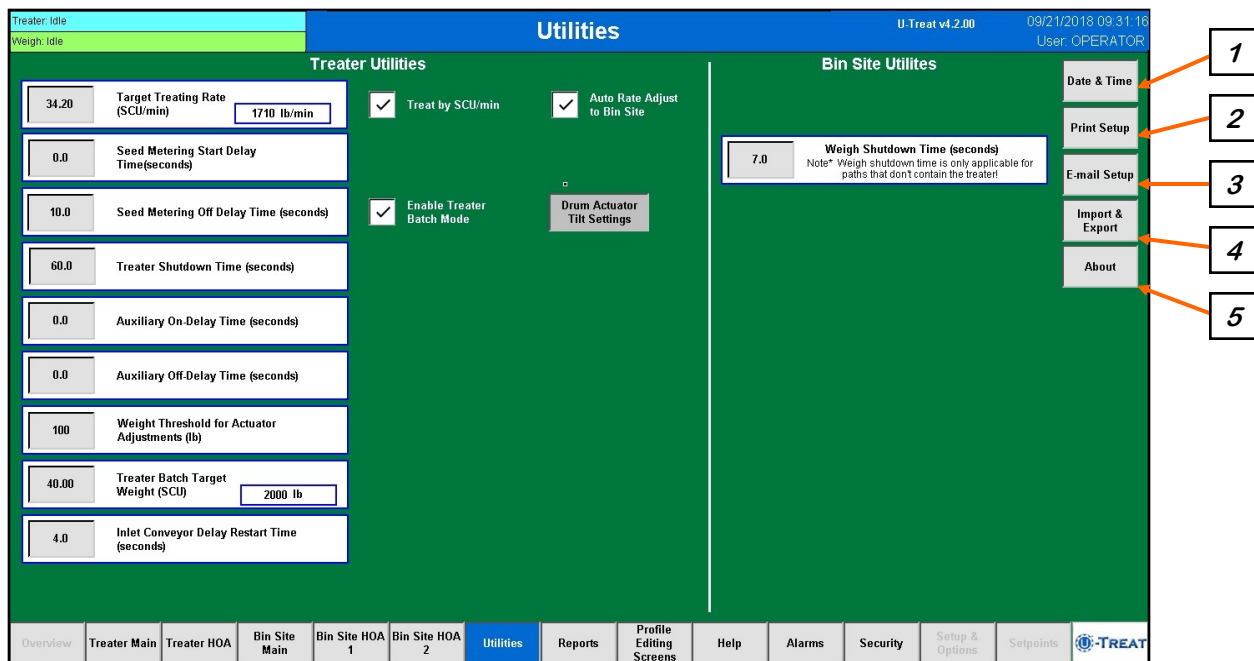 Treater: Idle
Weigh: Idle
Utilities
U-Treat v4.2.00
09/21/2018 09:31:16
User: OPERATOR
Treater Utilities
34.20
Target Treating Rate
(SCU/min)
1710 lb/min
0.0
Seed Metering Start Delay
Time(seconds)
10.0
Seed Metering Off Delay Time (seconds)
60.0
Treater Shutdown Time (seconds)
0.0
Auxiliary On-Delay Time (seconds)
0.0
Auxiliary Off-Delay Time (seconds)
100
Weight Threshold for Actuator
Adjustments (lb)
40.00
Treater Batch Target
Weight (SCU)
2000 lb
4.0
Inlet Conveyor Delay Restart Time
(seconds)
Treat by SCU/min
Auto Rate Adjust
to Bin Site
Enable Treater
Batch Mode
Drum Actuator
Tilt Settings
Bin Site Utilites
7.0
Weigh Shutdown Time (seconds)
Note* Weigh shutdown time is only applicable for
paths that don't contain the treater!
Date & Time
Print Setup
E-mail Setup
Import &
Export
About
1
2
3
4
5
Overview
Treater Main
Treater HOA
Bin Site
Main
Bin Site HOA
1
Bin Site HOA
2
Utilities
Reports
Profile
Editing
Screens
Help
Alarms
Security
Setup &
Options
Setpoints
U-TREAT